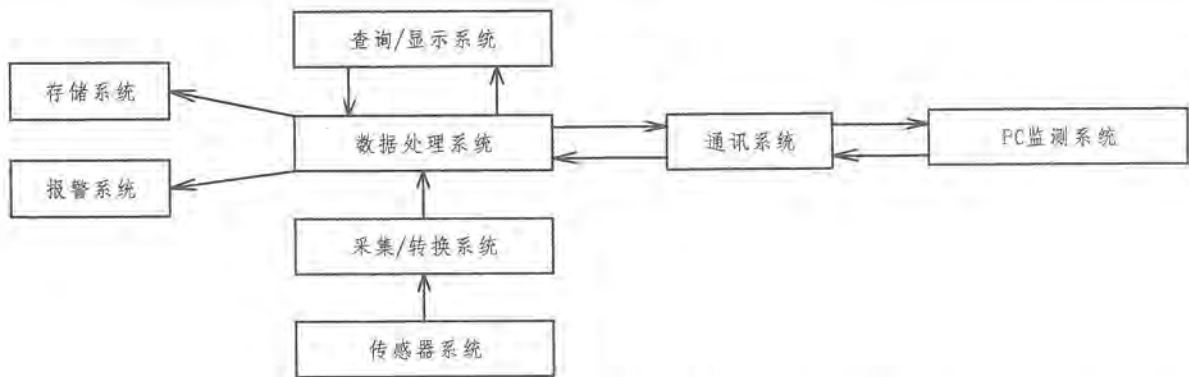 查询/显示系统
存储系统
数据处理系统
通讯系统
PC监测系统
报警系统
采集/转换系统
传感器系统